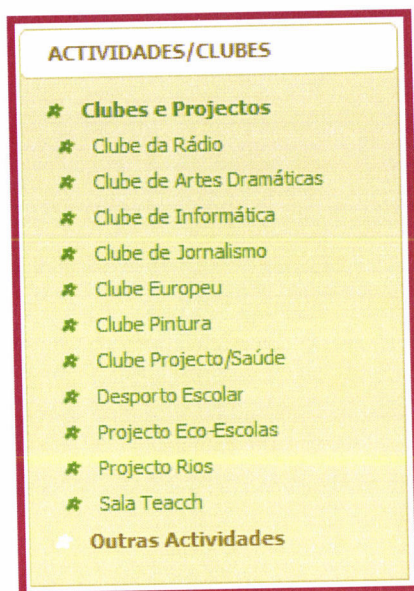 ACTIVIDADES/CLUBES
Clubes e Projectos
Clube da Rádio
Clube de Artes Dramáticas
Clube de Informática
Clube de Jornalismo
Clube Europeu
Clube Pintura
Clube Projecto/Saúde
Desporto Escolar
Projecto Eco-Escolas
Projecto Rios
Sala Teacch
Outras Actividades